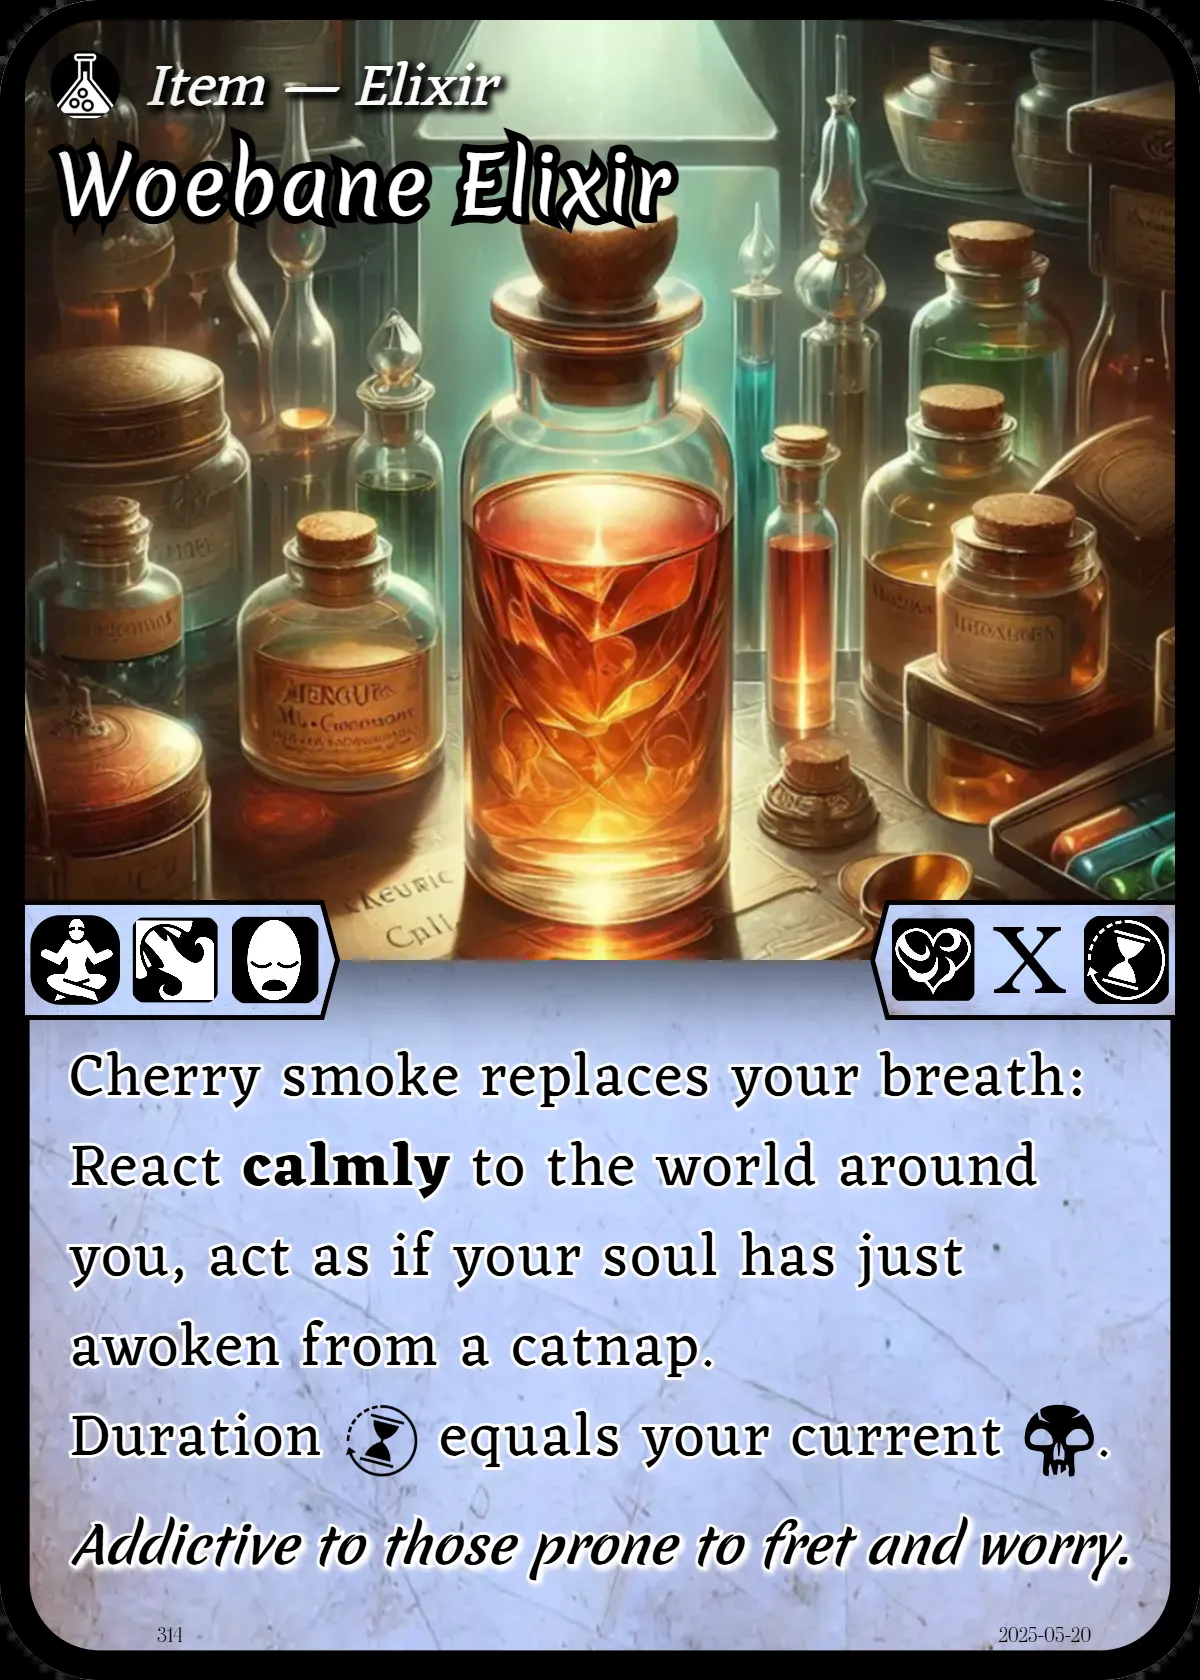 Item — Elixir
Woebane Elixir
X
Cherry smoke replaces your breath:
React calmly to the world around
you, act as if your soul has just
awoken from a catnap.
Duration equals your current .
Addictive to those prone to fret and worry.
314
2025-05-20